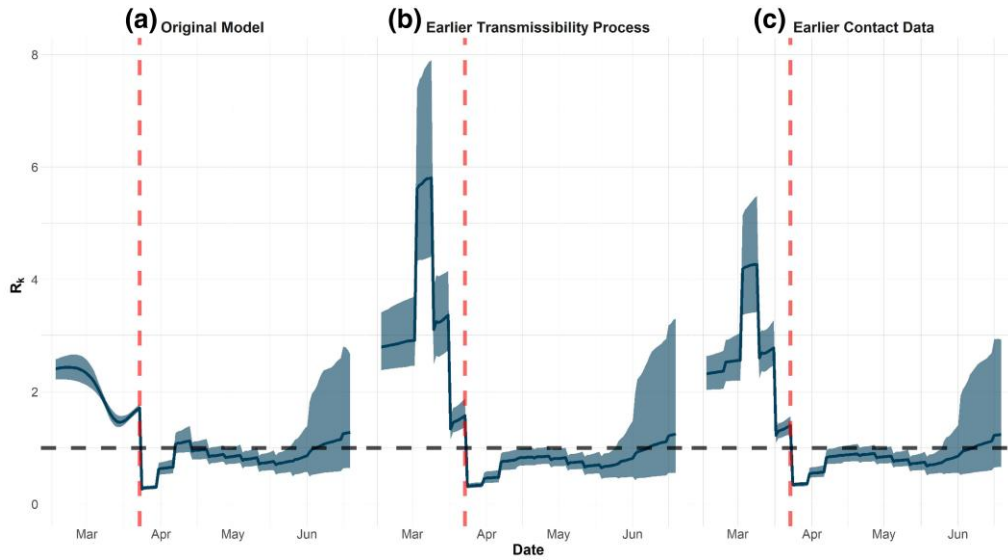 (a) Original Model
(b) Earlier Transmissibility Process
(c) Earlier Contact Data
8
6
4
2
0
Rₖ
Mar Apr May Jun
Mar Apr May Jun
Mar Apr May Jun
Date